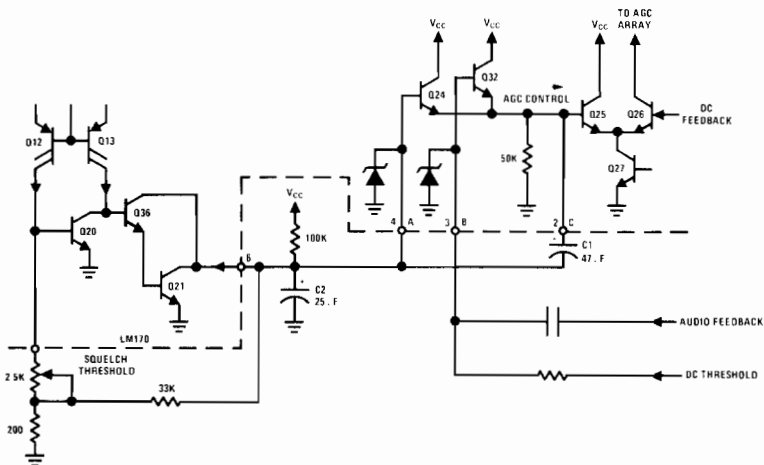 TO AGC
ARRAY
VCC
VCC
VCC
Q24
Q32
AGC CONTROL
Q25
Q26
DC
FEEDBACK
Q12
Q13
50K
Q27
VCC
Q20
Q36
4
A
3
B
2
C
100K
C1
47.F
6
Q21
C2
25.F
LM170
AUDIO FEEDBACK
SQUELCH
THRESHOLD
2 5K
33K
DC THRESHOLD
200